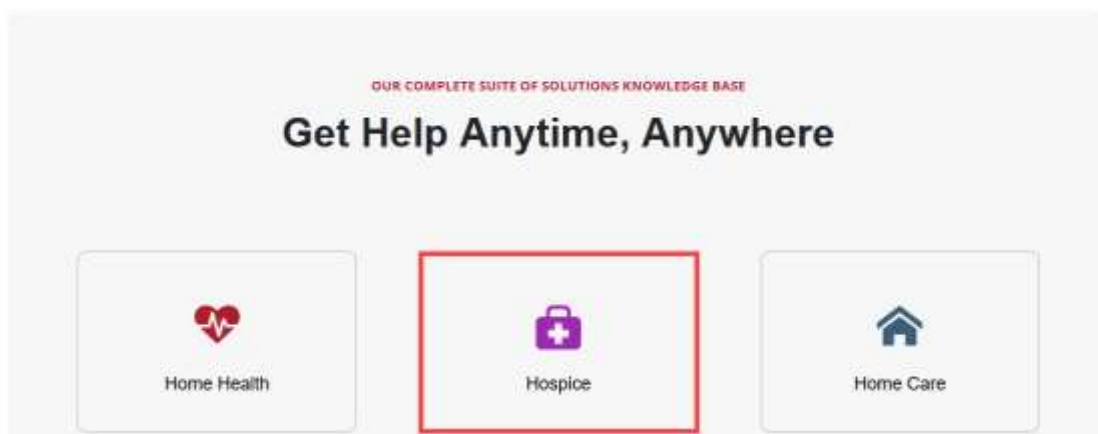 OUR COMPLETE SUITE OF SOLUTIONS KNOWLEDGE BASE
Get Help Anytime, Anywhere
Home Health
Hospice
Home Care